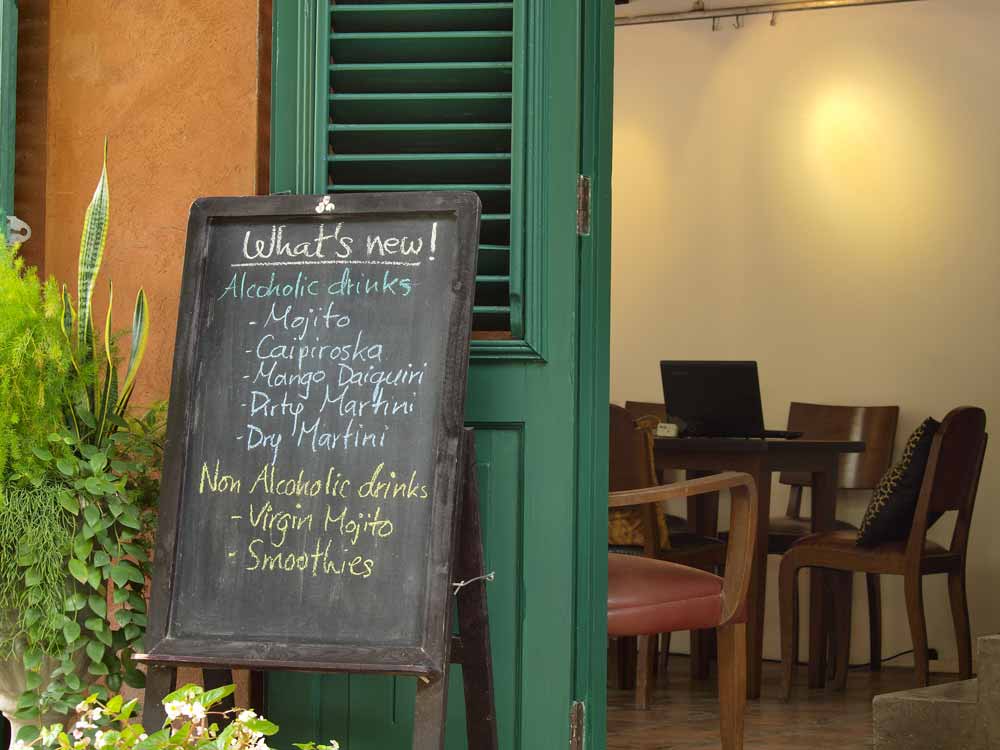 What's new!
Alcoholic drinks
- Mojito
- Caipiroska
- Mango Daiquiri
- Dirty Martini
- Dry Martini
Non Alcoholic drinks
- Virgin Mojito
- Smoothies